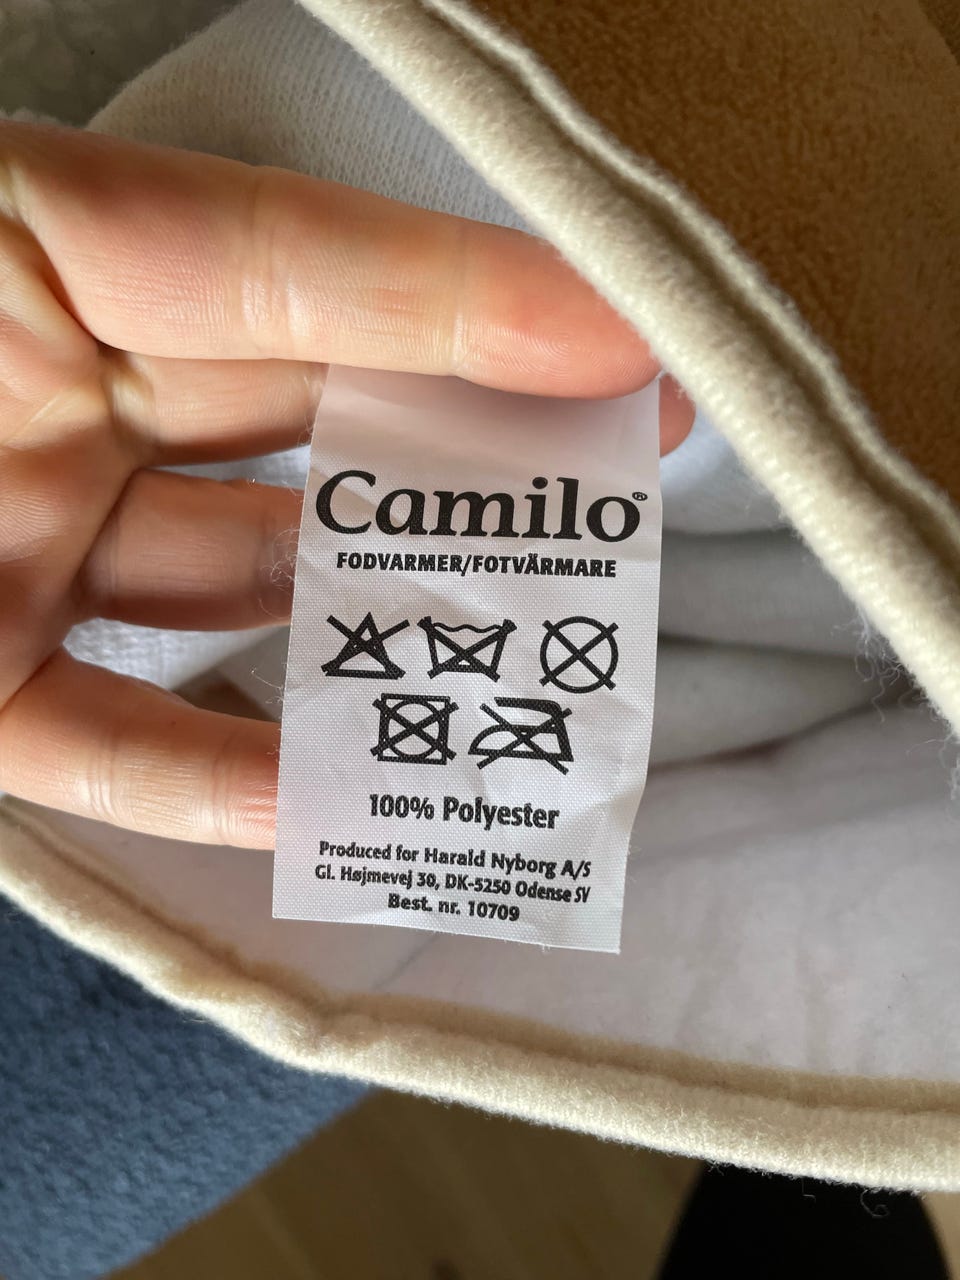 Camilo®
FODVARMER/FOTVÄRMARE
100% Polyester
Produced for Harald Nyborg A/S
Gl. Højmevej 30, DK-5250 Odense SV
Best. nr. 10709